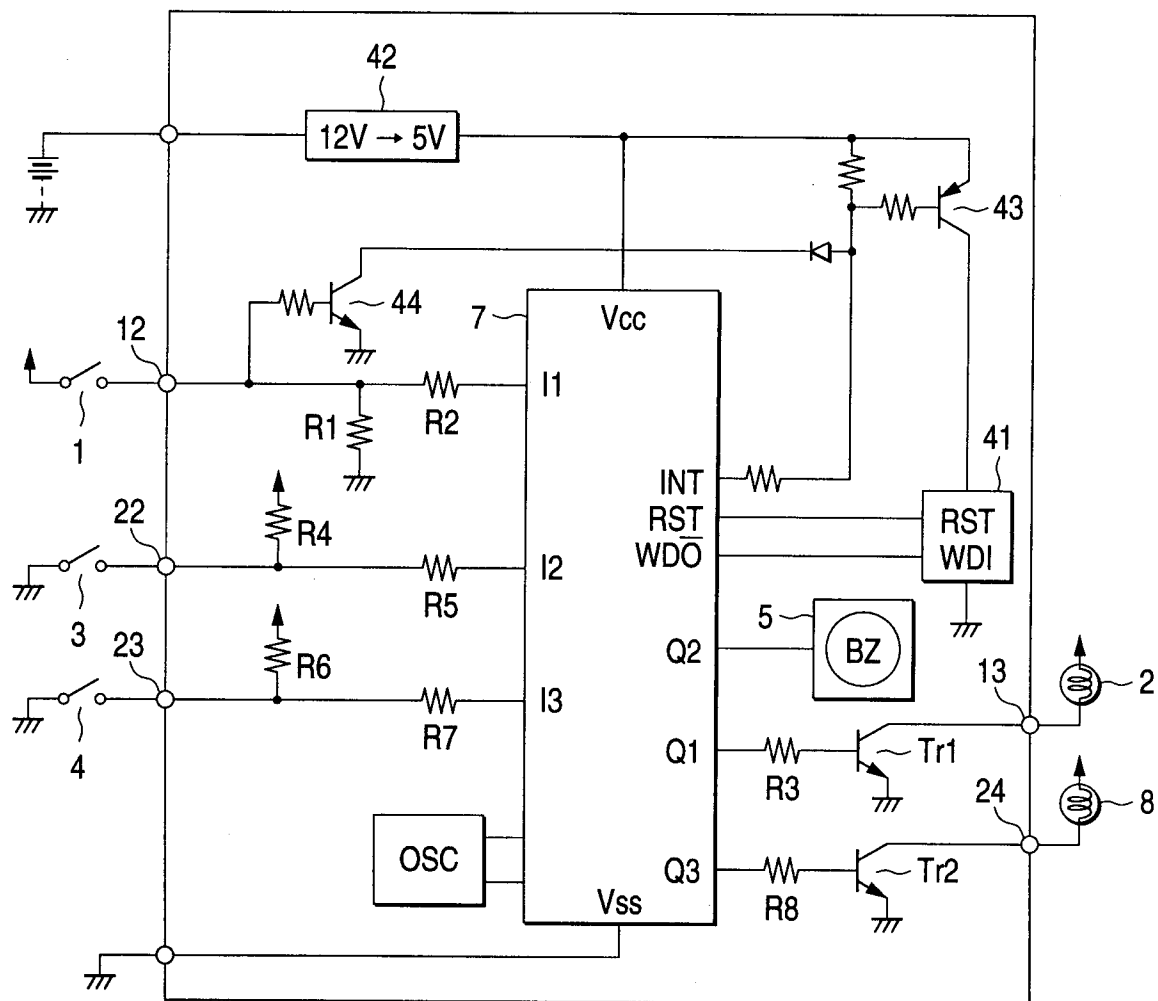 42
12V → 5V
43
44
7
Vcc
12
I1
1
R1
R2
41
INT
RST
RST
WDO̅
WDI
22
R4
I2
3
R5
5
BZ
Q2
23
R6
I3
4
R7
13
2
Q1
R3
Tr1
24
8
OSC
Q3
R8
Tr2
Vss